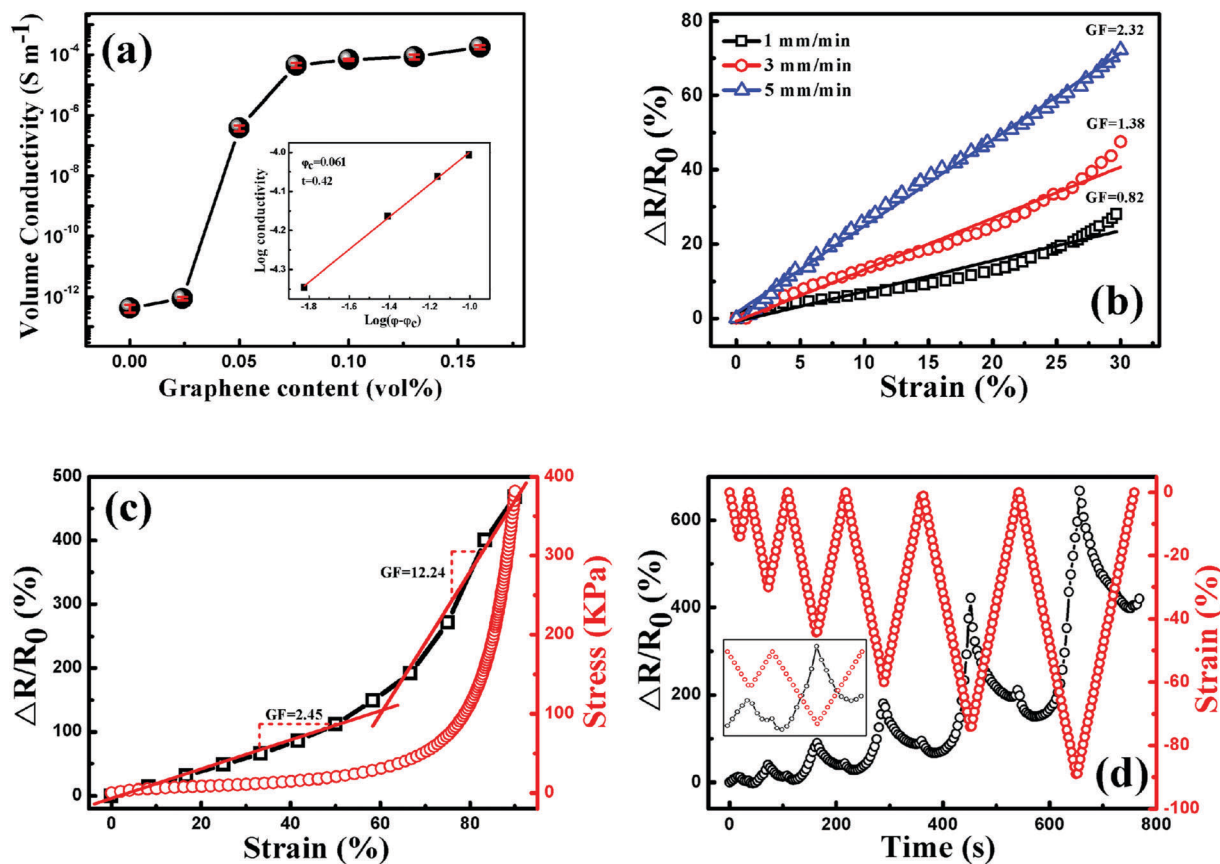 (a)
Volume Conductivity (S m⁻¹)
10⁻⁴
10⁻⁶
10⁻⁸
10⁻¹⁰
10⁻¹²
0.00 0.05 0.10 0.15
Graphene content (vol%)
φc=0.061
t=0.42
Log conductivity
-4.0
-4.1
-4.2
-4.3
-1.8 -1.6 -1.4 -1.2 -1.0
Log(φ-φc)
(b)
△R/R₀ (%)
80
60
40
20
0
1 mm/min
3 mm/min
5 mm/min
GF=2.32
GF=1.38
GF=0.82
0 5 10 15 20 25 30
Strain (%)
(c)
△R/R₀ (%)
500
400
300
200
100
0
GF=12.24
GF=2.45
0 20 40 60 80
Strain (%)
400
300
200
100
0
Stress (KPa)
(d)
△R/R₀ (%)
600
400
200
0
0 200 400 600 800
Time (s)
0
-20
-40
-60
-80
-100
Strain (%)